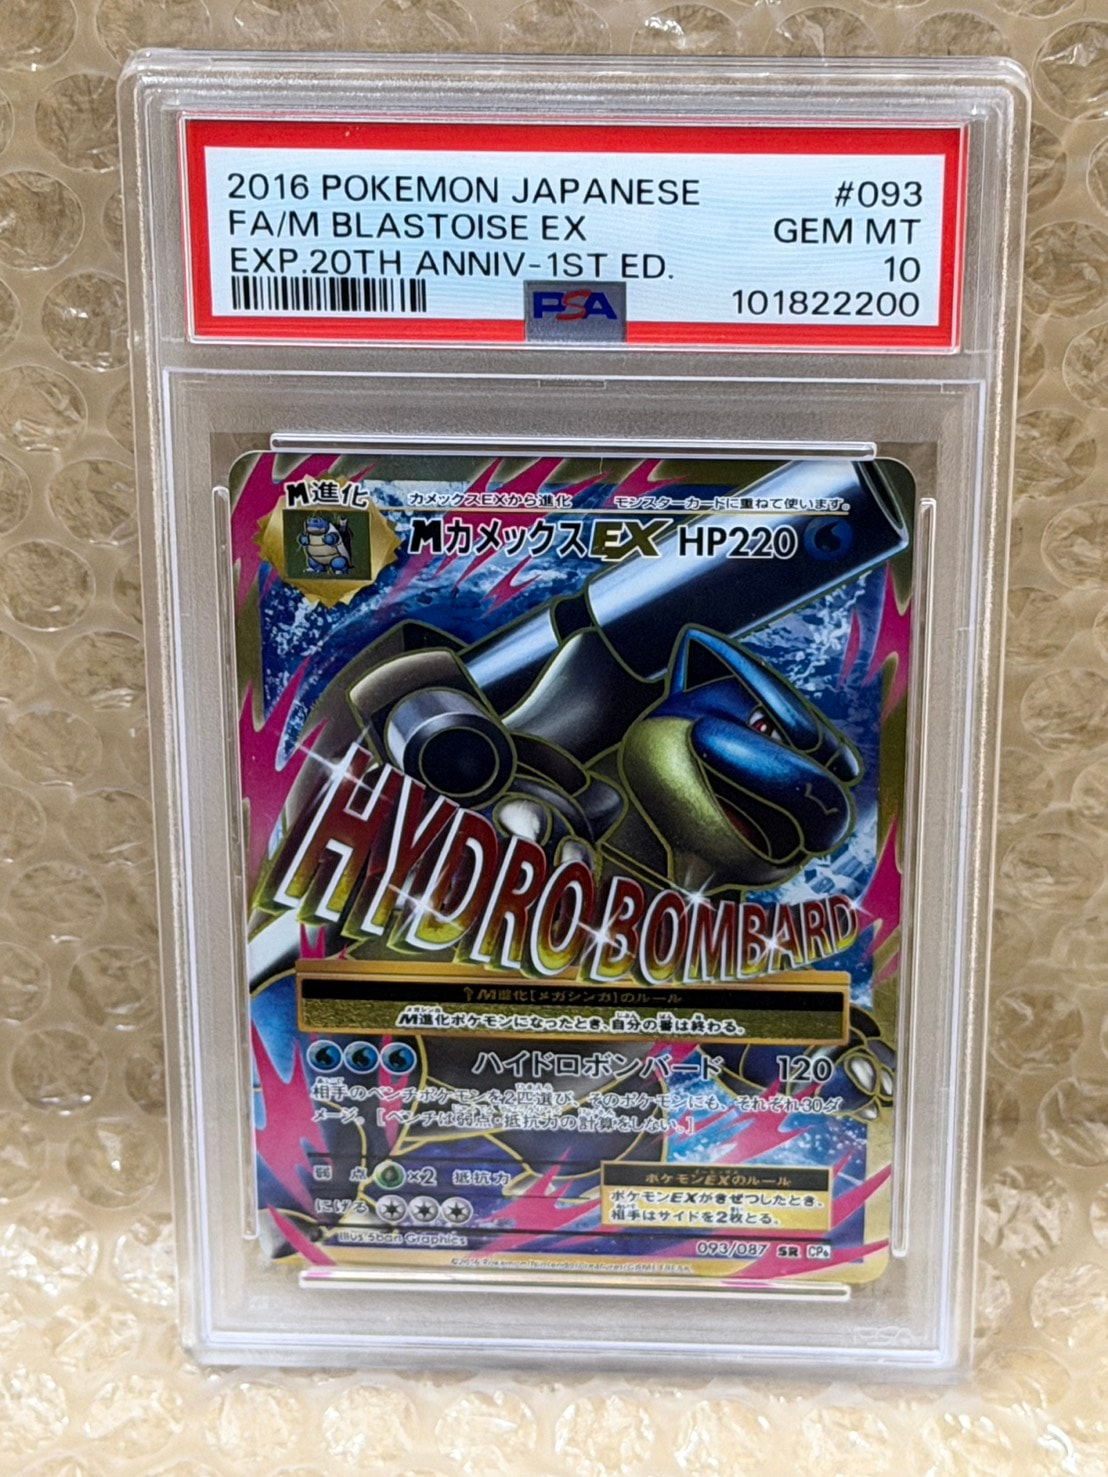 2016 POKEMON JAPANESE #093
FA/M BLASTOISE EX GEM MT
EXP.20TH ANNIV-1ST ED. 10
PSA 101822200
M進化 カメックスEXから進化 モンスターカードに重ねて使います。
MカメックスEX HP220
HYDRO BOMBARD
↑M進化[メガシンカ]のルール
M進化ポケモンになったとき、自分の番は終わる。
ハイドロボンバード 120
相手のベンチポケモンを2匹選び、そのポケモンにも、それぞれ30ダ
メージ。[ベンチは弱点・抵抗力の計算をしない。]
弱点 ×2 抵抗力
にげる
ポケモンEXのルール
ポケモンEXがきぜつしたとき、
相手はサイドを2枚とる。
Illus. 5ban Graphics
093/087 SR CP6